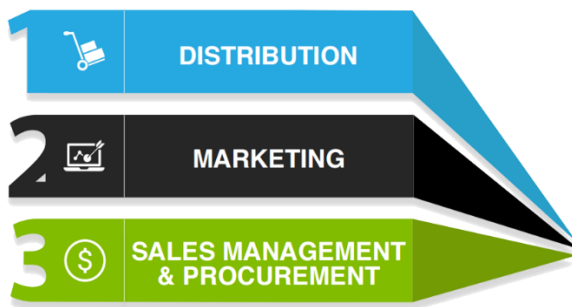 1
DISTRIBUTION
2
MARKETING
3
$
SALES MANAGEMENT
& PROCUREMENT